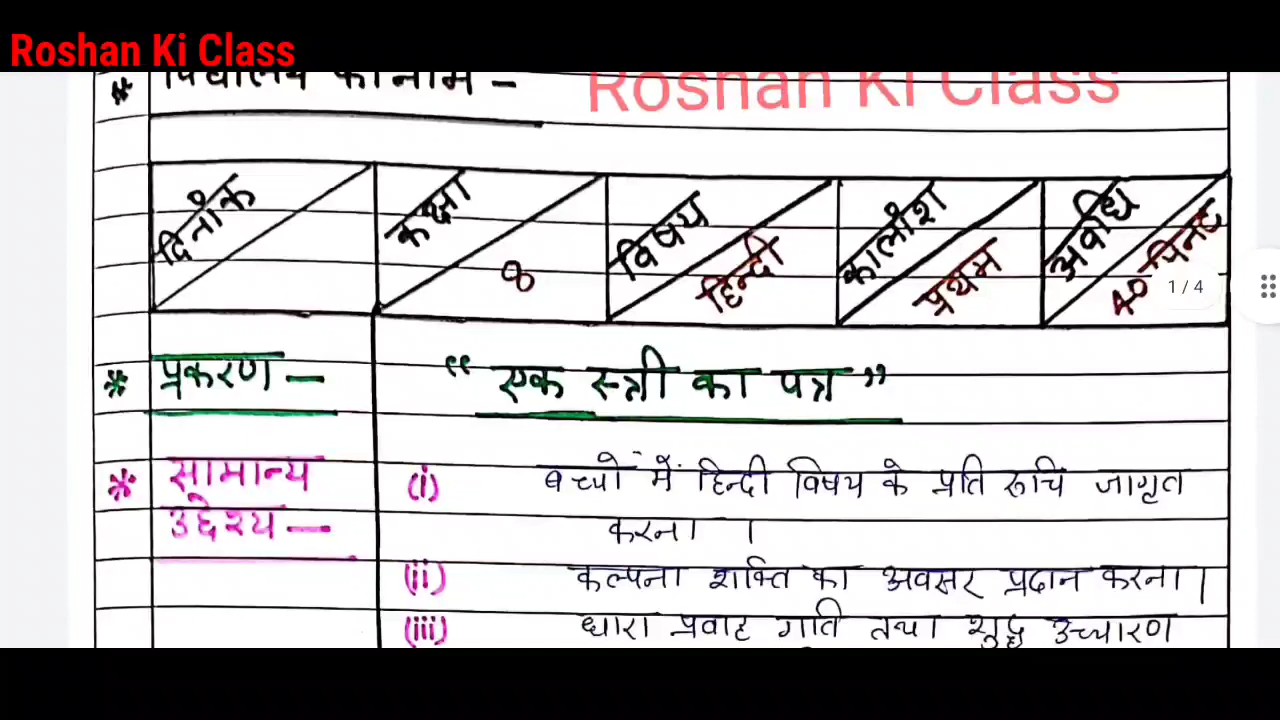 Roshan Ki Class
* विद्यालय का नाम - Roshan Ki Class
दिनाँक कक्षा 8 विषय हिन्दी कालाँश प्रथम अवधि 40 मिनट
1 / 4
* प्रकरण - "एक स्त्री का पत्र"
* सामान्य (i) बच्चों में हिन्दी विषय के प्रति रूचि जागृत
उद्देश्य - करना ।
(ii) कल्पना शक्ति का अवसर प्रदान करना ।
(iii) धारा प्रवाह गति तथा शुद्ध उच्चारण